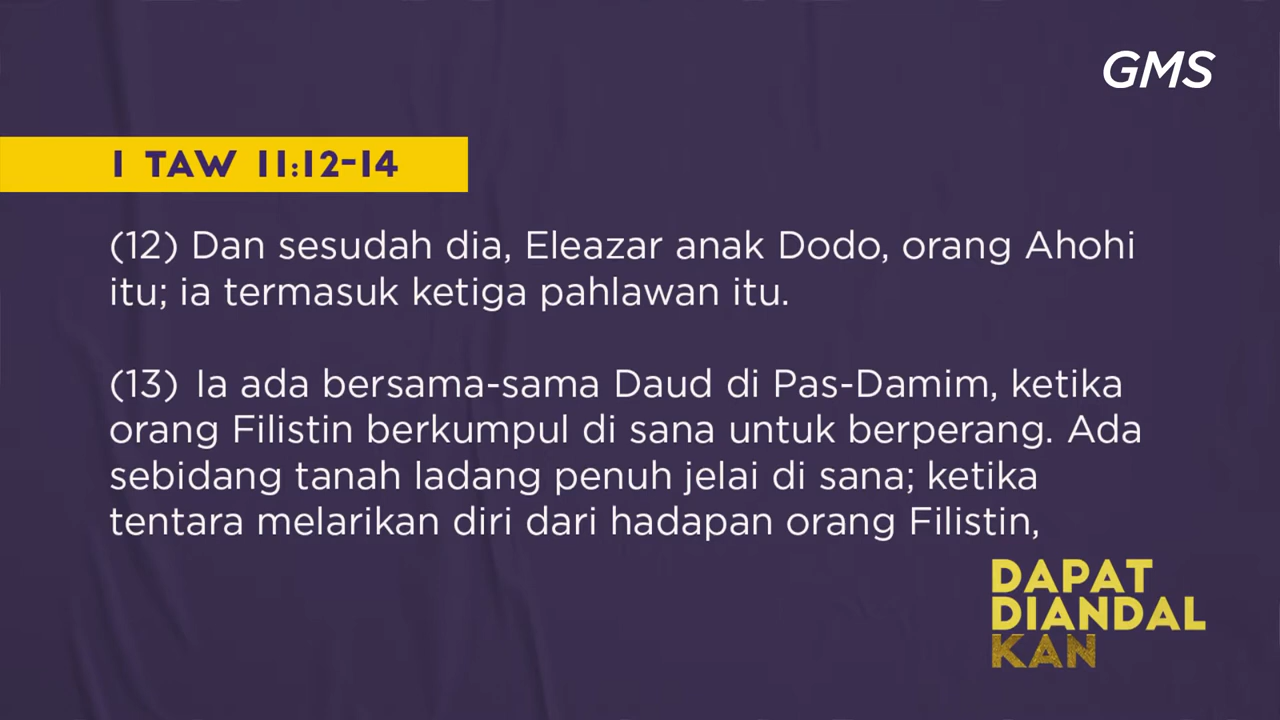 GMS
1 TAW 11:12-14
(12) Dan sesudah dia, Eleazar anak Dodo, orang Ahohi
itu; ia termasuk ketiga pahlawan itu.
(13) Ia ada bersama-sama Daud di Pas-Damim, ketika
orang Filistin berkumpul di sana untuk berperang. Ada
sebidang tanah ladang penuh jelai di sana; ketika
tentara melarikan diri dari hadapan orang Filistin,
DAPAT
DIANDAL
KAN